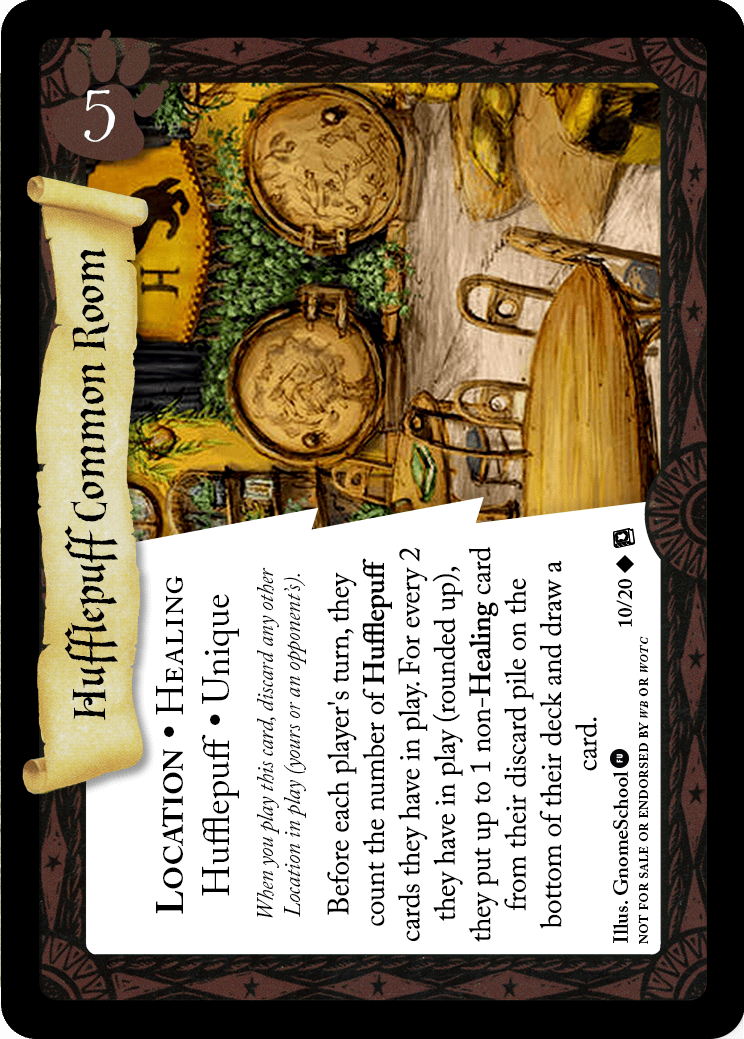 5
Hufflepuff Common Room
H
LOCATION • HEALING
Hufflepuff • Unique
When you play this card, discard any other
Location in play (yours or an opponent's).
Before each player's turn, they
count the number of Hufflepuff
cards they have in play. For every 2
they have in play (rounded up),
they put up to 1 non-Healing card
from their discard pile on the
bottom of their deck and draw a
card.
Illus. GnomeSchool FU 10/20
NOT FOR SALE OR ENDORSED BY WB OR WOTC